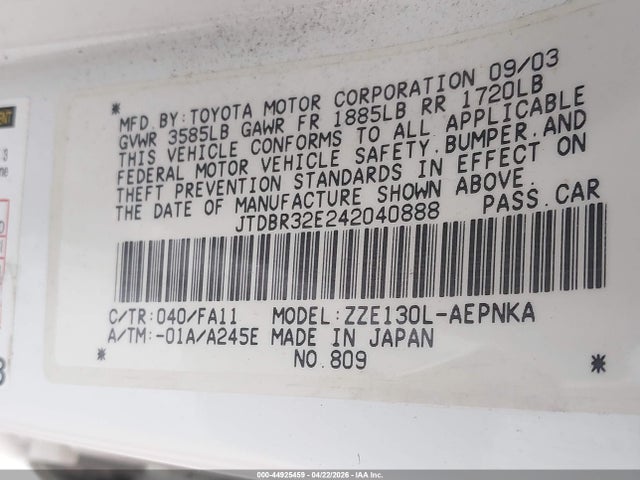 MFD.BY:TOYOTA MOTOR CORPORATION 09/03
GVWR 3585LB GAWR FR 1885LB RR 1720LB
THIS VEHICLE CONFORMS TO ALL APPLICABLE
FEDERAL MOTOR VEHICLE SAFETY,BUMPER,AND
THEFT PREVENTION STANDARDS IN EFFECT ON
THE DATE OF MANUFACTURE SHOWN ABOVE.
JTDBR32E242040888 PASS.CAR
C/TR:040/FA11 MODEL:ZZE130L-AEPNKA
A/TM:-01A/A245E MADE IN JAPAN
NO.809
000-44925459 - 04/22/2026 - IAA Inc.